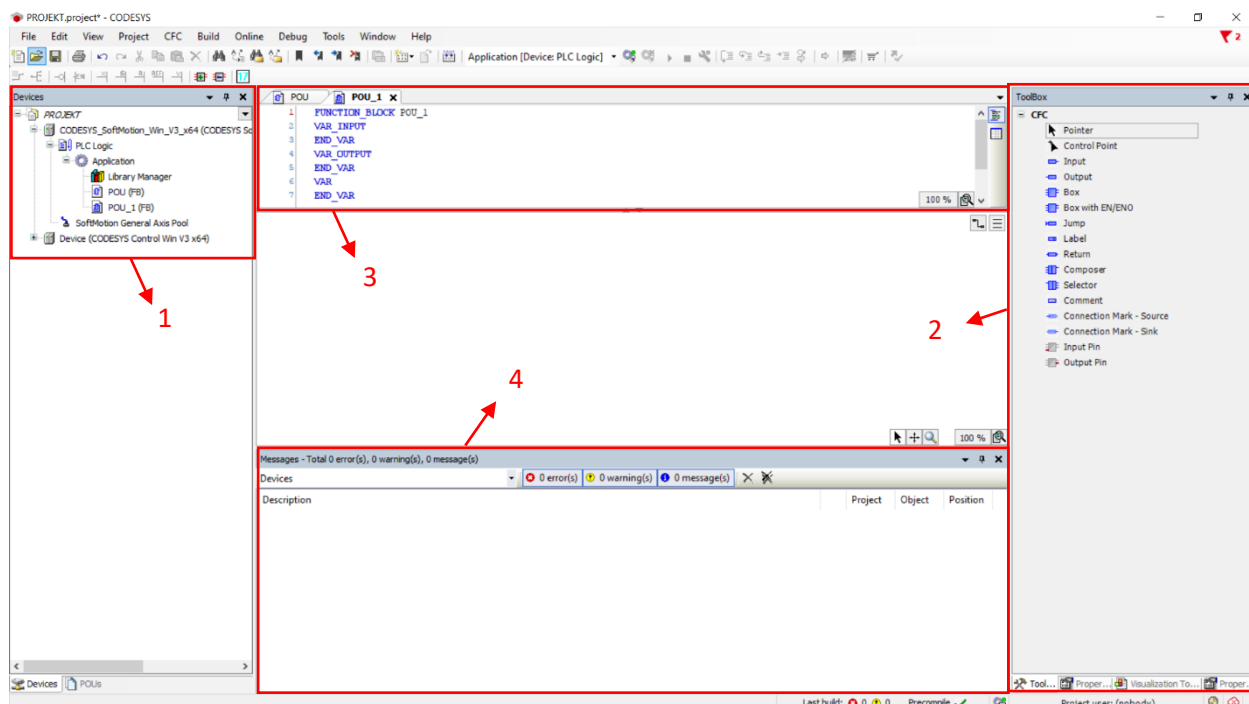 PROJEKT.project* - CODESYS
File Edit View Project CFC Build Online Debug Tools Window Help
2
Application [Device: PLC Logic]
Devices
PROJEKT
CODESYS_SoftMotion_Win_V3_x64 (CODESYS So
PLC Logic
Application
Library Manager
POU (FB)
POU_1 (FB)
SoftMotion General Axis Pool
Device (CODESYS Control Win V3 x64)
1
Devices POUs
POU POU_1
1 FUNCTION_BLOCK POU_1
2 VAR_INPUT
3 END_VAR
4 VAR_OUTPUT
5 END_VAR
6 VAR
7 END_VAR
100 %
3
4
100 %
Messages - Total 0 error(s), 0 warning(s), 0 message(s)
Devices 0 error(s) 0 warning(s) 0 message(s)
Description Project Object Position
ToolBox
CFC
Pointer
Control Point
Input
Output
Box
Box with EN/ENO
Jump
Label
Return
Composer
Selector
Comment
Connection Mark - Source
Connection Mark - Sink
Input Pin
Output Pin
2
Tool... Proper... Visualization To... Proper...
Last build: 0 0 Precompile Project user: (nobody)